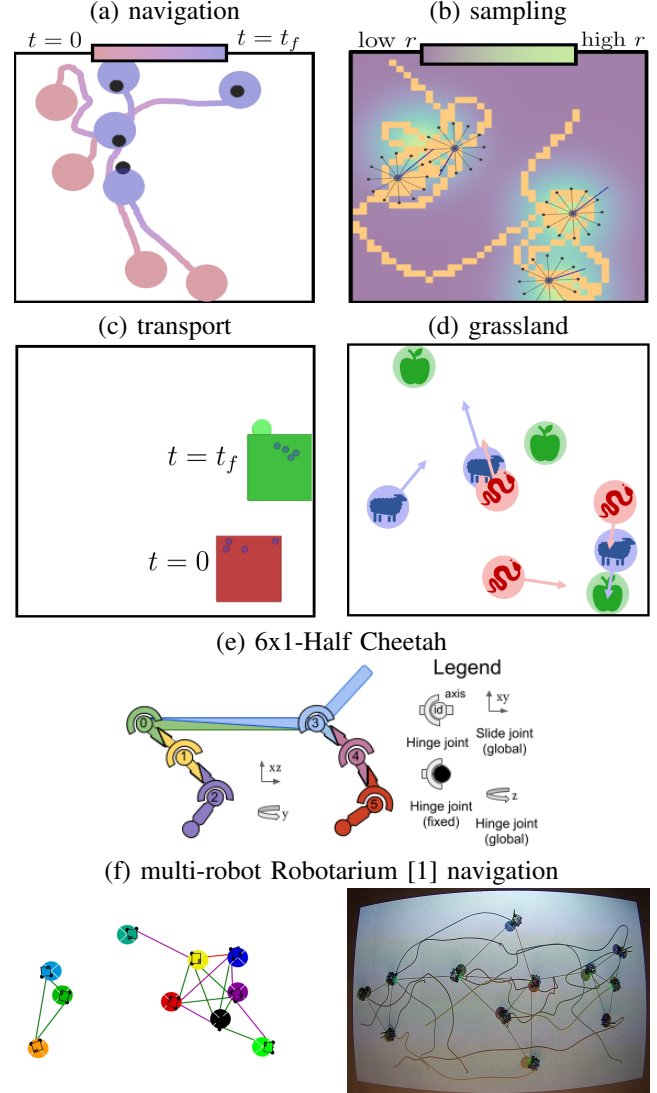 (a) navigation
(b) sampling
t = 0
t = t_f
low r
high r
(c) transport
(d) grassland
t = t_f
t = 0
(e) 6x1-Half Cheetah
Legend
axis
id
xy
Hinge joint
Slide joint
(global)
Hinge joint
(fixed)
z
Hinge joint
(global)
0
3
1
4
2
5
xz
y
(f) multi-robot Robotarium [1] navigation